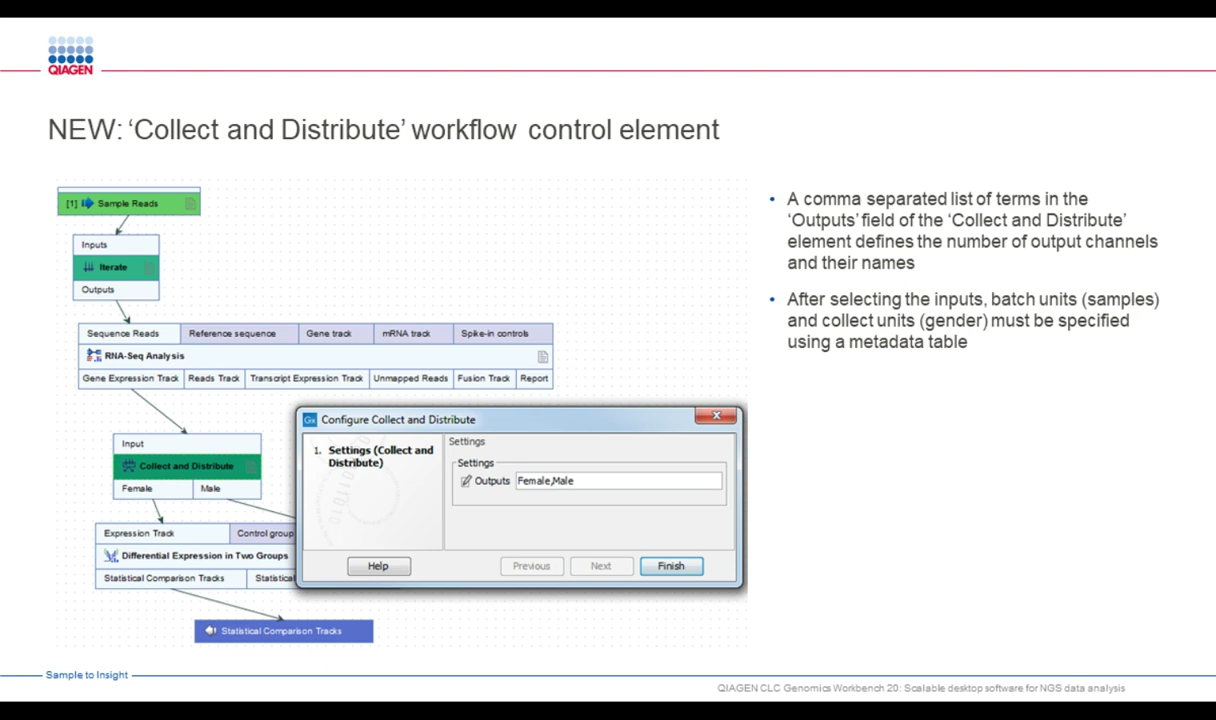 QIAGEN
NEW: ‘Collect and Distribute’ workflow control element
[1] Sample Reads
Inputs
Iterate
Outputs
Sequence Reads Reference sequence Gene track mRNA track Spike-in controls
RNA-Seq Analysis
Gene Expression Track Reads Track Transcript Expression Track Unmapped Reads Fusion Track Report
Input
Collect and Distribute
Female Male
Expression Track Control group
Differential Expression in Two Groups
Statistical Comparison Tracks Statistical
Statistical Comparison Tracks
Gx Configure Collect and Distribute
1. Settings (Collect and
Distribute)
Settings
Settings
Outputs Female,Male
Help Previous Next Finish
• A comma separated list of terms in the
‘Outputs’ field of the ‘Collect and Distribute’
element defines the number of output channels
and their names
• After selecting the inputs, batch units (samples)
and collect units (gender) must be specified
using a metadata table
Sample to Insight
QIAGEN CLC Genomics Workbench 20: Scalable desktop software for NGS data analysis